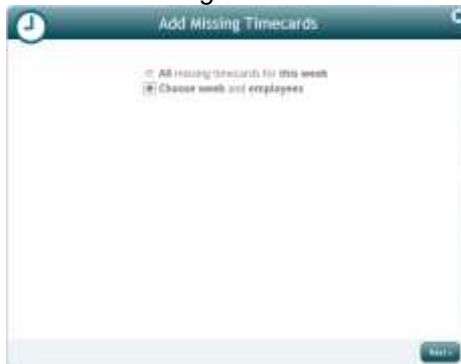 Add Missing Timecards
All missing timecards for this week
Choose week and employees
Next >